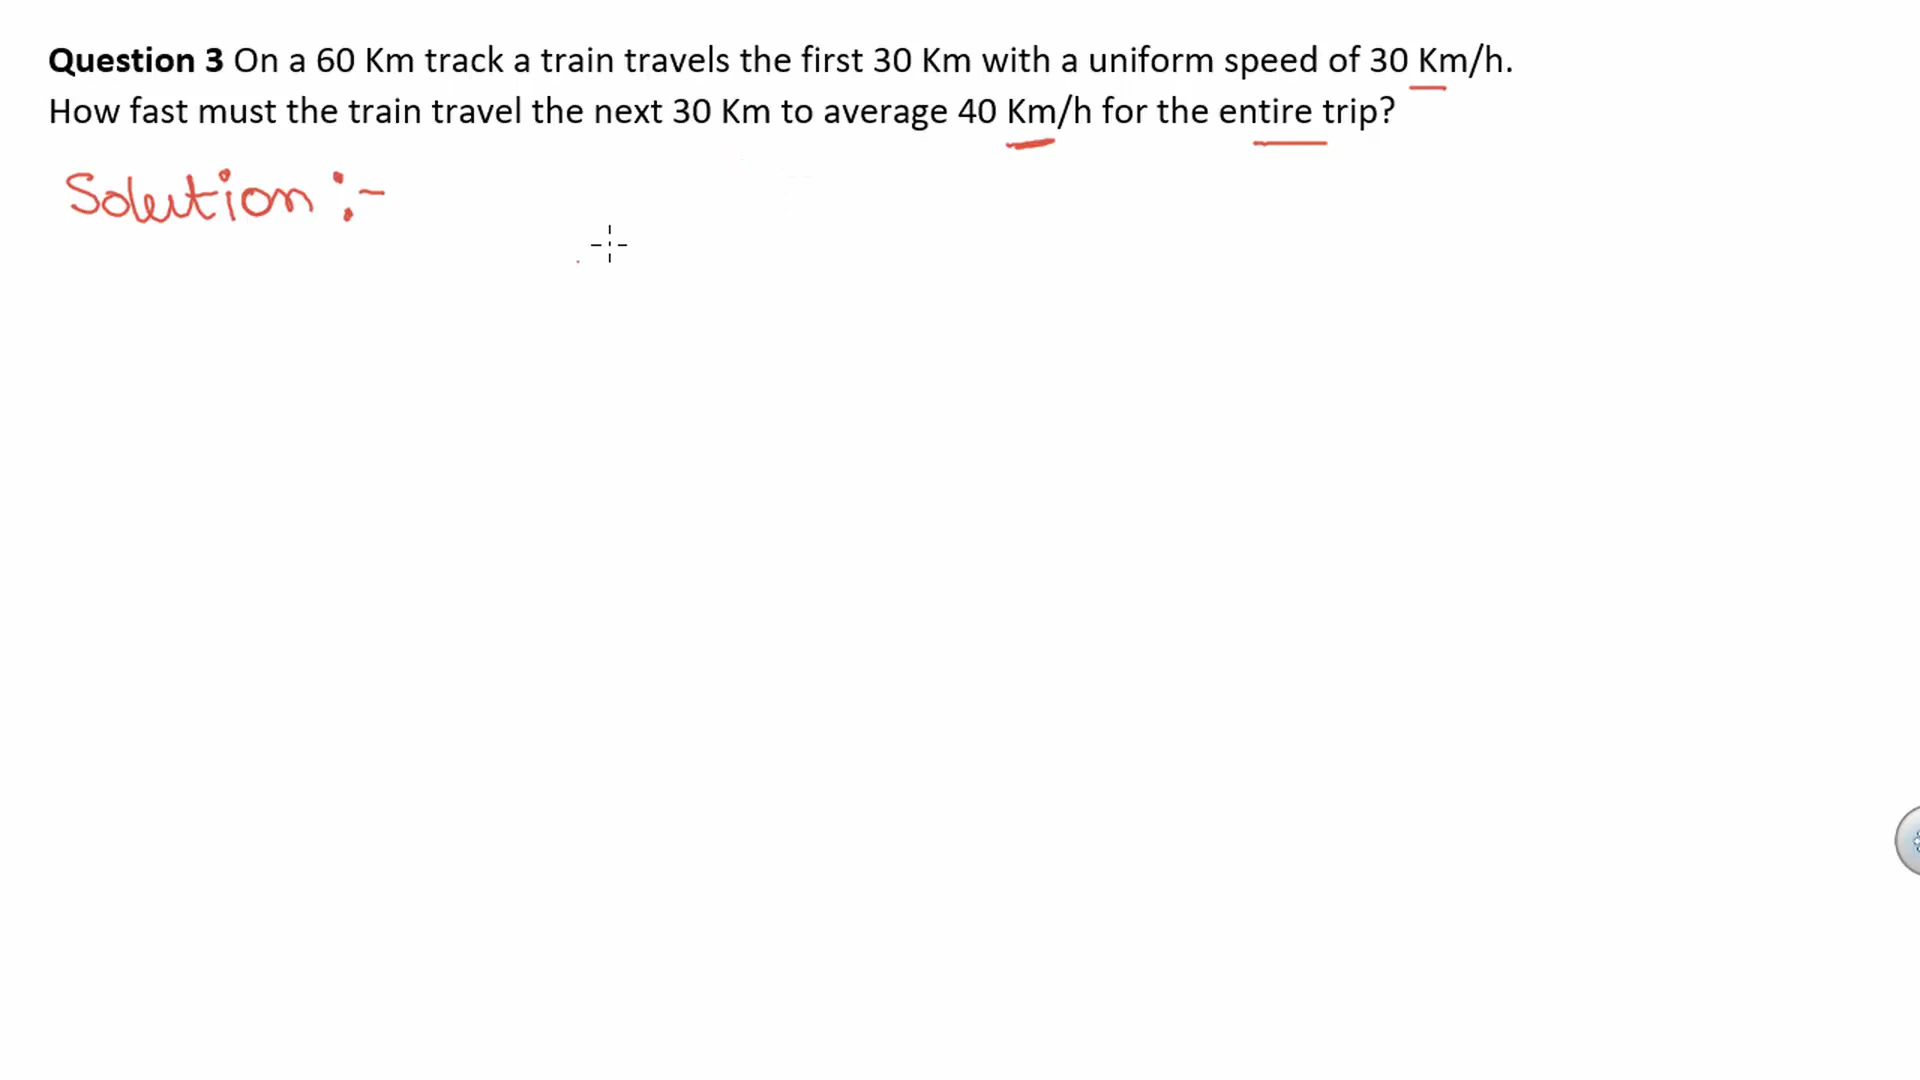 Question 3 On a 60 Km track a train travels the first 30 Km with a uniform speed of 30 Km/h.
How fast must the train travel the next 30 Km to average 40 Km/h for the entire trip?
Solution :-